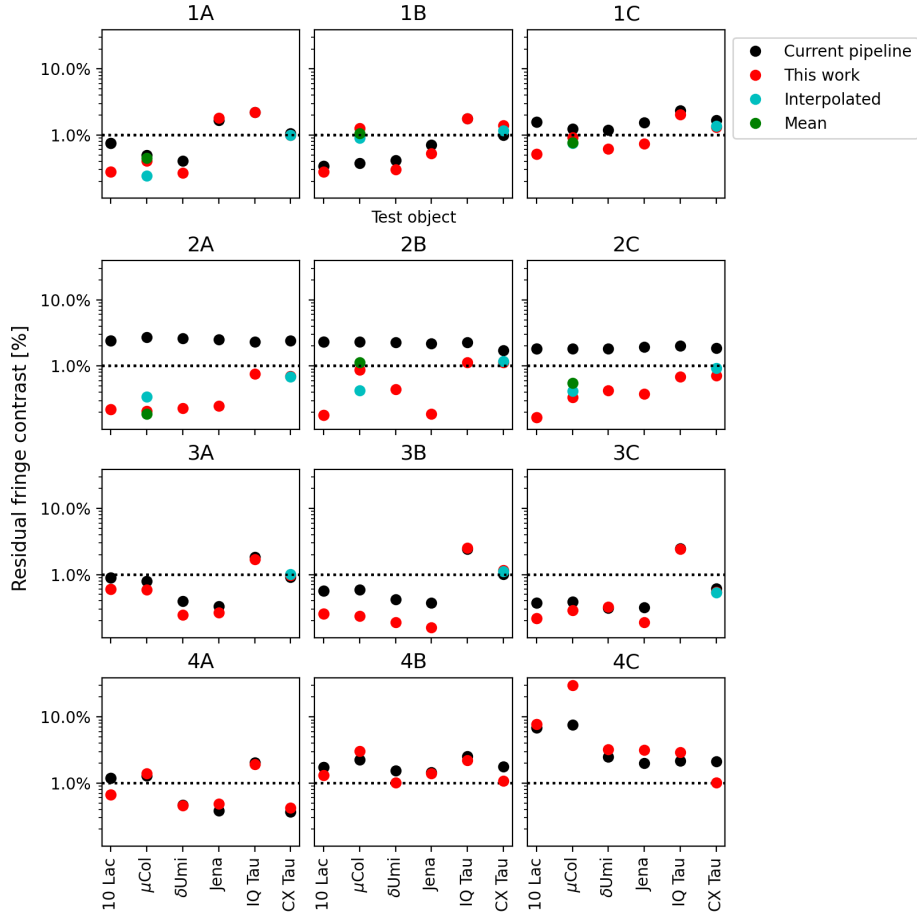 1A 1B 1C
10.0%
1.0%
Current pipeline
This work
Interpolated
Mean
Test object
2A 2B 2C
10.0%
1.0%
Residual fringe contrast [%]
3A 3B 3C
10.0%
1.0%
4A 4B 4C
10.0%
1.0%
10 Lac μCol δUmi Jena IQ Tau CX Tau 10 Lac μCol δUmi Jena IQ Tau CX Tau 10 Lac μCol δUmi Jena IQ Tau CX Tau